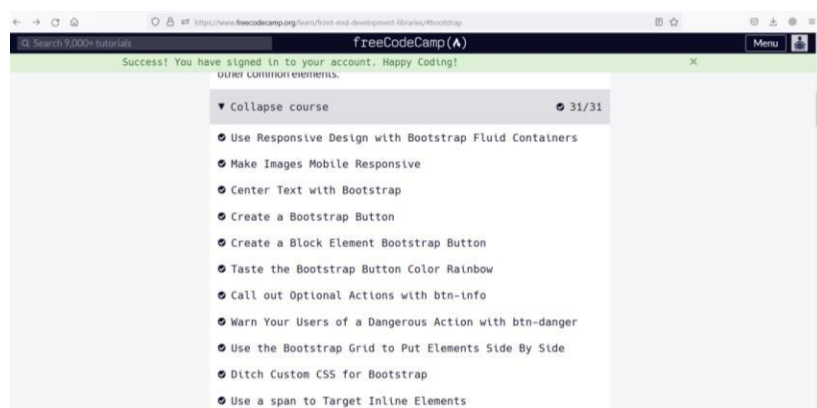 https://www.freecodecamp.org/learn/front-end-development-libraries/#bootstrap
Search 9,000+ tutorials
freeCodeCamp(🔥)
Menu
Success! You have signed in to your account. Happy Coding!
other common elements.
Collapse course
31/31
Use Responsive Design with Bootstrap Fluid Containers
Make Images Mobile Responsive
Center Text with Bootstrap
Create a Bootstrap Button
Create a Block Element Bootstrap Button
Taste the Bootstrap Button Color Rainbow
Call out Optional Actions with btn-info
Warn Your Users of a Dangerous Action with btn-danger
Use the Bootstrap Grid to Put Elements Side By Side
Ditch Custom CSS for Bootstrap
Use a span to Target Inline Elements